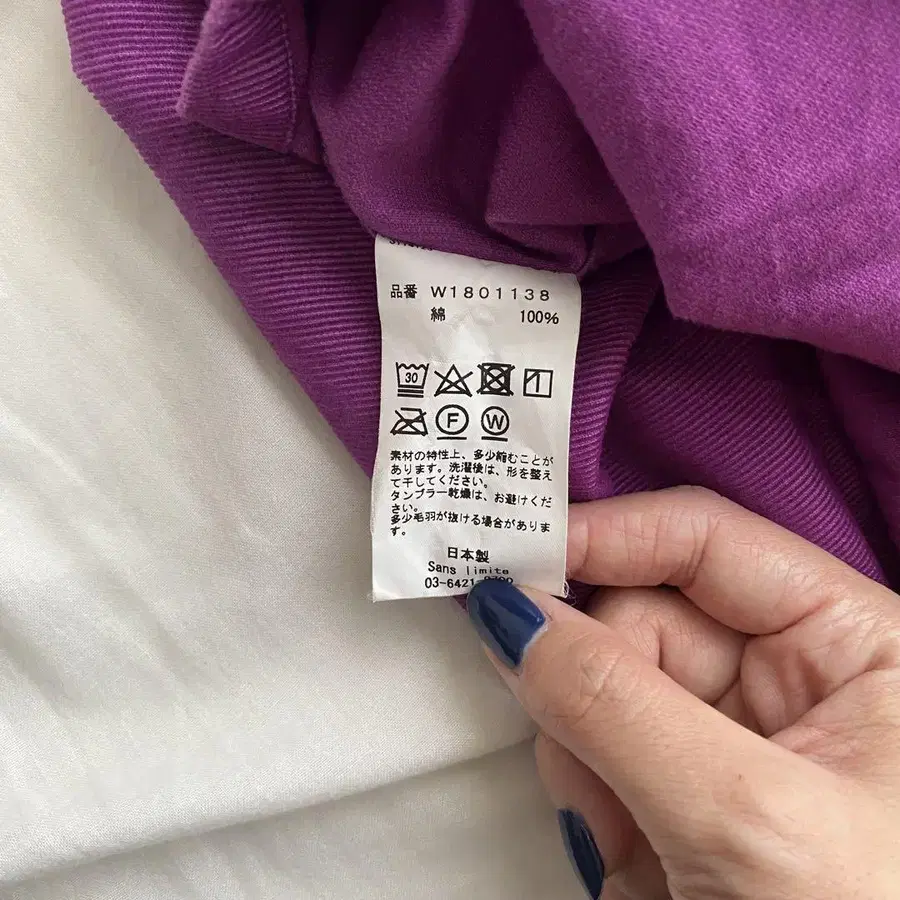 品番 W1801138
綿 100%
30
F W
素材の特性上、多少縮むことが
あります。洗濯後は、形を整え
て干してください。
タンブラー乾燥は、お避けくだ
さい。
多少毛羽が抜ける場合がありま
す。
日本製
Sans limite
03-6421-